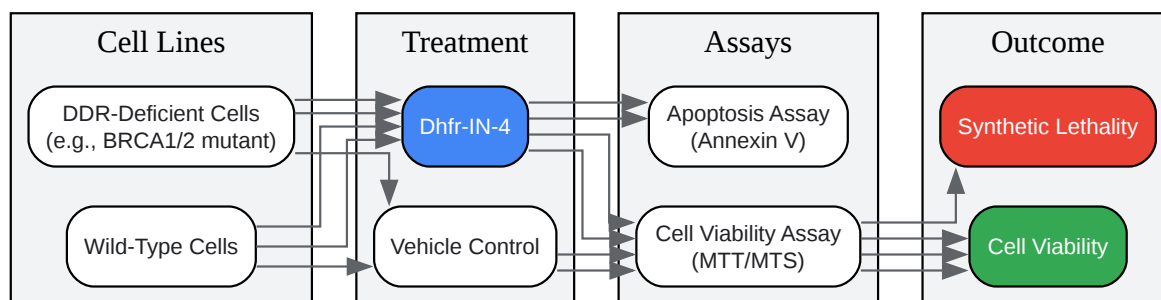 Cell Lines
DDR-Deficient Cells
(e.g., BRCA1/2 mutant)
Wild-Type Cells
Treatment
Dhfr-IN-4
Vehicle Control
Assays
Apoptosis Assay
(Annexin V)
Cell Viability Assay
(MTT/MTS)
Outcome
Synthetic Lethality
Cell Viability